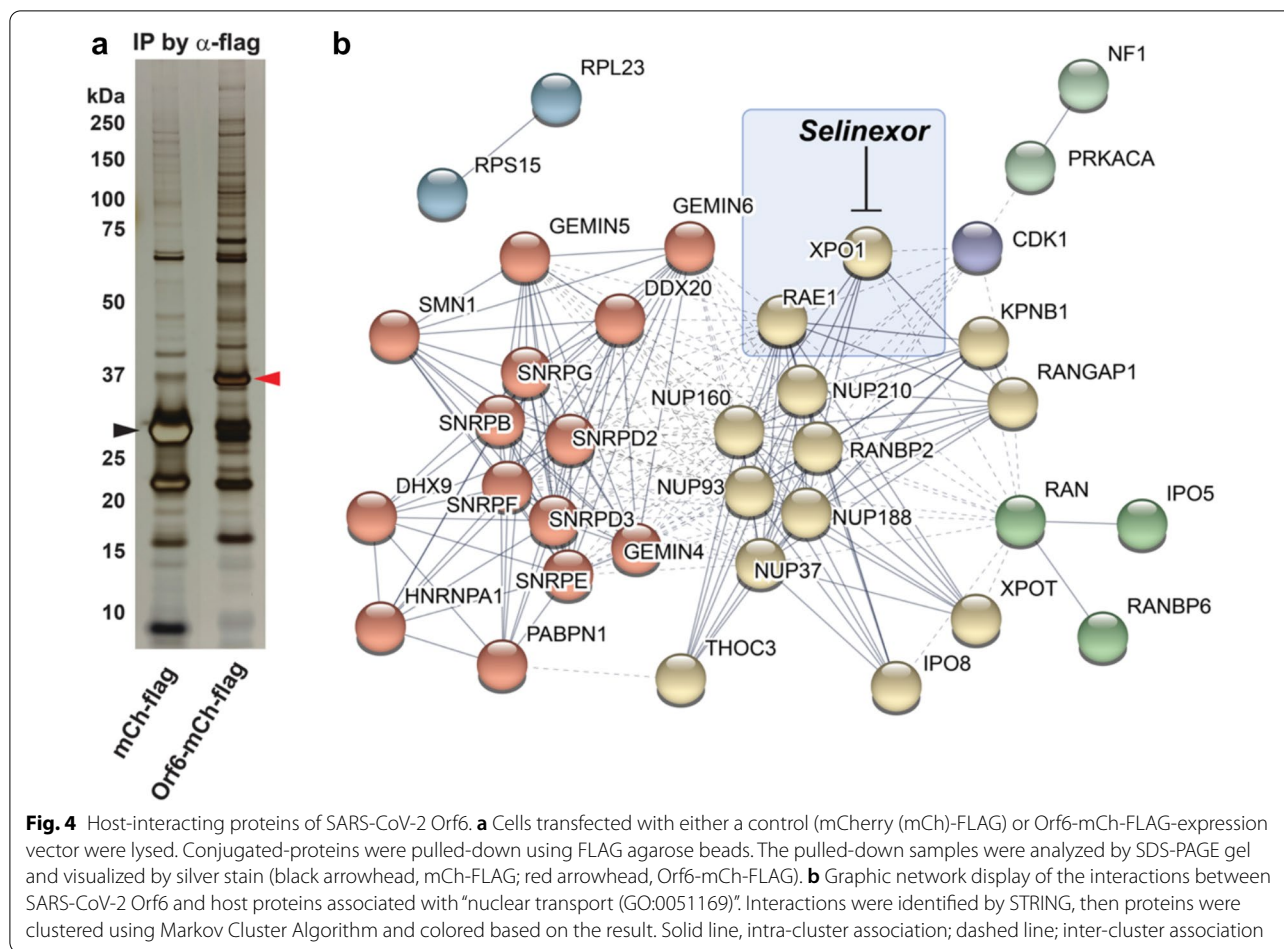 a
IP by α-flag
kDa
250
150
100
75
50
37
25
20
15
10
mCh-flag
Orf6-mCh-flag
b
RPL23
RPS15
NF1
PRKACA
Selinexor
GEMIN6
GEMIN5
XPO1
CDK1
DDX20
RAE1
SMN1
KPNB1
SNRPG
RANGAP1
NUP160
NUP210
SNRPB
SNRPD2
RANBP2
DHX9
NUP93
RAN
IPO5
SNRPF
SNRPD3
NUP188
GEMIN4
SNRPE
NUP37
XPOT
HNRNPA1
RANBP6
PABPN1
THOC3
IPO8
Fig. 4 Host-interacting proteins of SARS-CoV-2 Orf6. a Cells transfected with either a control (mCherry (mCh)-FLAG) or Orf6-mCh-FLAG-expression
vector were lysed. Conjugated-proteins were pulled-down using FLAG agarose beads. The pulled-down samples were analyzed by SDS-PAGE gel
and visualized by silver stain (black arrowhead, mCh-FLAG; red arrowhead, Orf6-mCh-FLAG). b Graphic network display of the interactions between
SARS-CoV-2 Orf6 and host proteins associated with “nuclear transport (GO:0051169)”. Interactions were identified by STRING, then proteins were
clustered using Markov Cluster Algorithm and colored based on the result. Solid line, intra-cluster association; dashed line; inter-cluster association